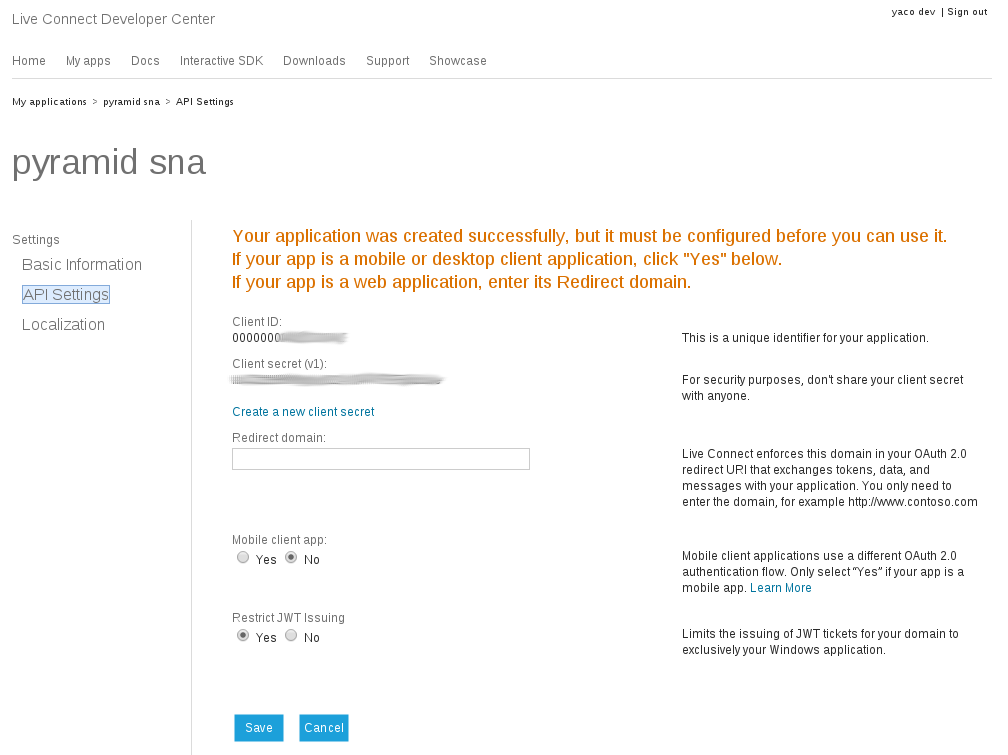 Live Connect Developer Center
yaco dev | Sign out
Home My apps Docs Interactive SDK Downloads Support Showcase
My applications > pyramid sna > API Settings
pyramid sna
Settings
Basic Information
API Settings
Localization
Your application was created successfully, but it must be configured before you can use it.
If your app is a mobile or desktop client application, click "Yes" below.
If your app is a web application, enter its Redirect domain.
Client ID:
0000000
This is a unique identifier for your application.
Client secret (v1):
For security purposes, don't share your client secret
with anyone.
Create a new client secret
Redirect domain:
Live Connect enforces this domain in your OAuth 2.0
redirect URI that exchanges tokens, data, and
messages with your application. You only need to
enter the domain, for example http://www.contoso.com
Mobile client app:
Yes No
Mobile client applications use a different OAuth 2.0
authentication flow. Only select “Yes” if your app is a
mobile app. Learn More
Restrict JWT Issuing
Yes No
Limits the issuing of JWT tickets for your domain to
exclusively your Windows application.
Save Cancel